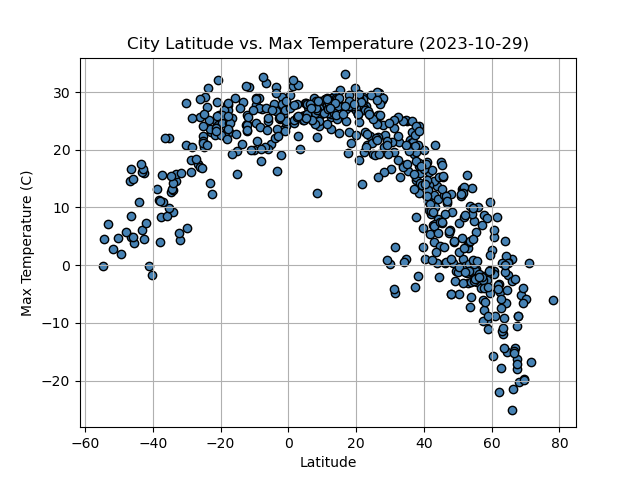 City Latitude vs. Max Temperature (2023-10-29)
Max Temperature (C)
30
20
10
0
−10
−20
−60 −40 −20 0 20 40 60 80
Latitude